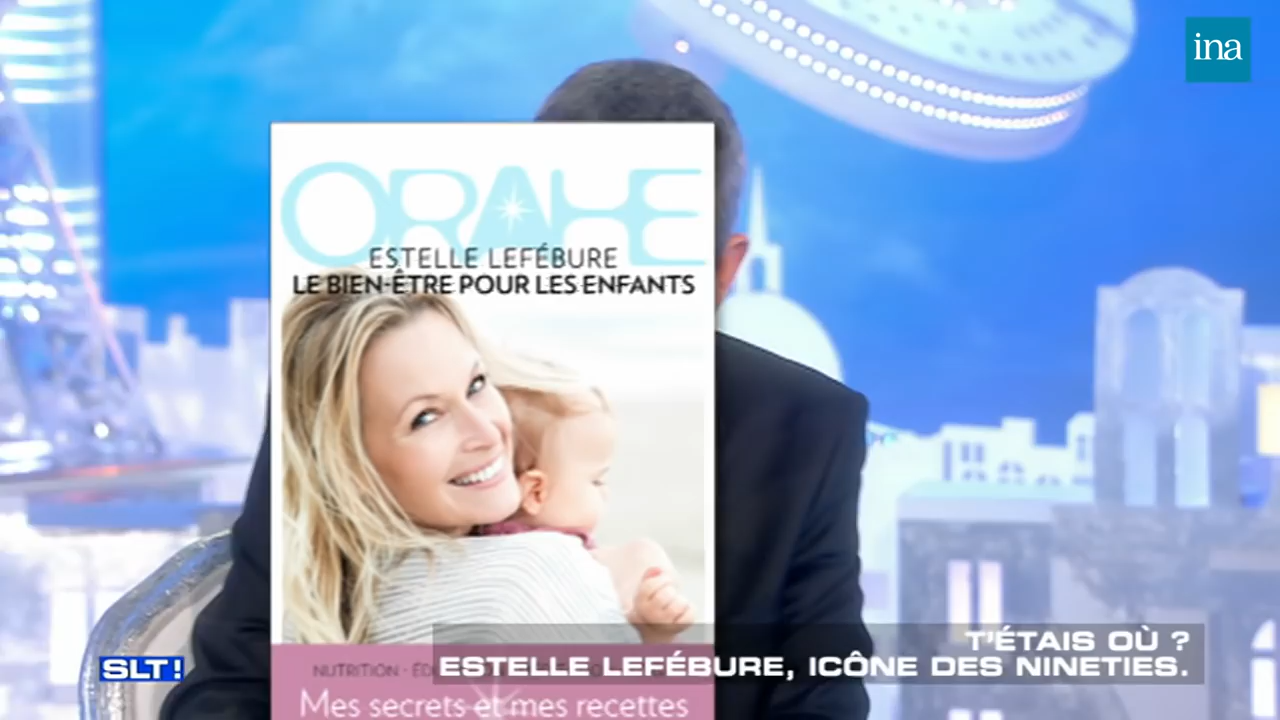 ina
ORAHE
ESTELLE LEFÉBURE
LE BIEN-ÊTRE POUR LES ENFANTS
T'ÉTAIS OÙ ?
SLT!
ESTELLE LEFÉBURE, ICÔNE DES NINETIES.
NUTRITION
Mes secrets et mes recettes